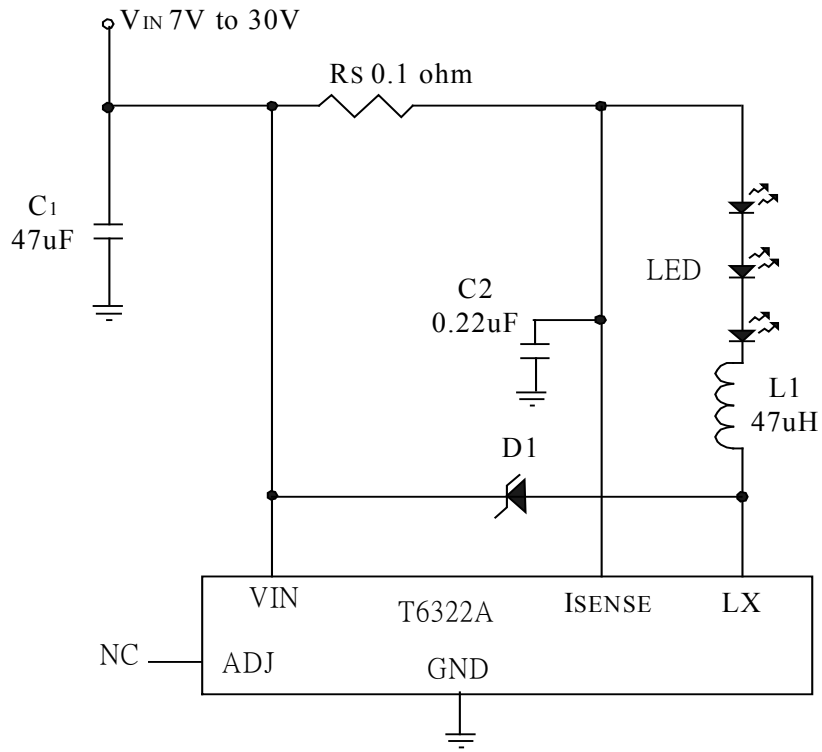 VIN 7V to 30V
RS 0.1 ohm
C1
47uF
LED
C2
0.22uF
L1
47uH
D1
VIN
T6322A
ISENSE
LX
NC
ADJ
GND